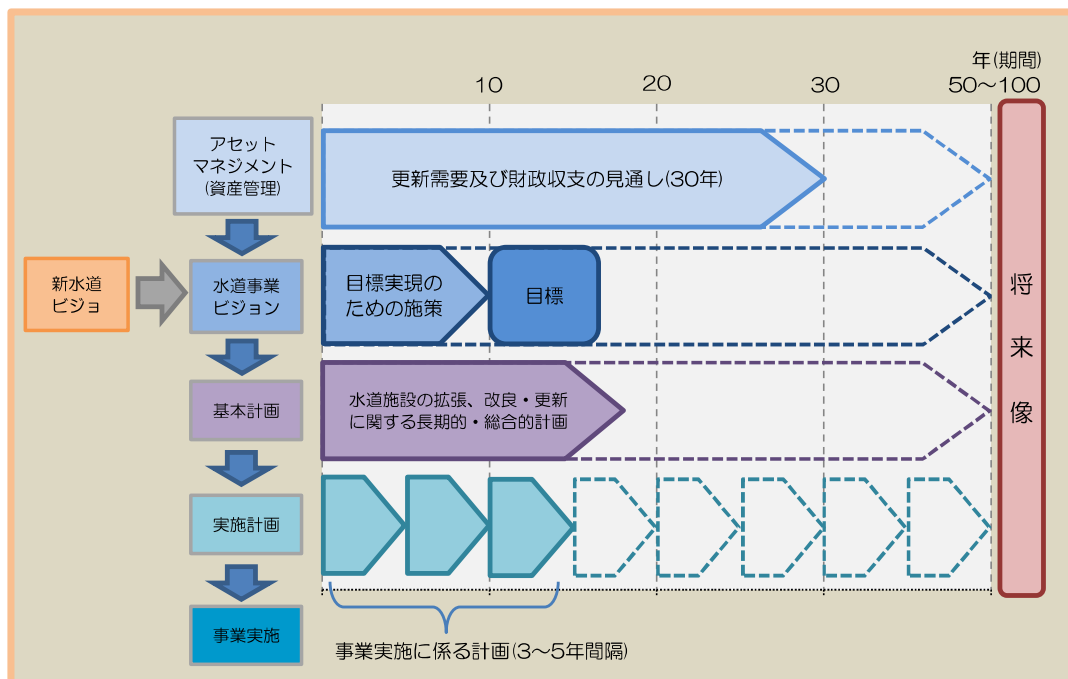 年(期間)
10
20
30
50～100
アセット
マネジメント
(資産管理)
更新需要及び財政収支の見通し(30年)
新水道
ビジョ
水道事業
ビジョン
目標実現の
ための施策
目標
基本計画
水道施設の拡張、改良・更新
に関する長期的・総合的計画
実施計画
事業実施
事業実施に係る計画(3～5年間隔)
将
来
像